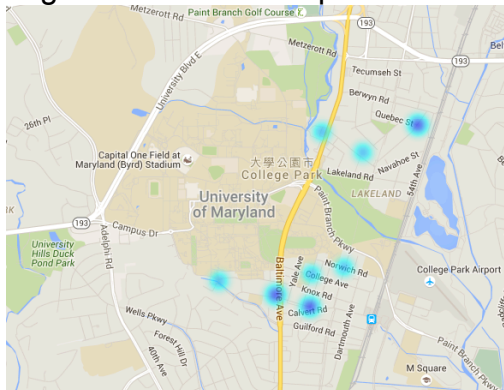 Paint Branch Golf Course
Metzerott Rd
Metzerott Rd
193
193
University Blvd E
Tecumseh St
Berwyn Rd
Quebec St
26th Pl
Capital One Field at
Maryland (Byrd) Stadium
大學公園市
College Park
Navahoe St
Lakeland Rd
LAKELAND
54th Ave
University
of Maryland
Paint Branch Pkwy
193
Campus Dr
Adelphi Rd
University
Hills Duck
Pond Park
Baltimore Ave
Yale Ave
Norwich Rd
College Ave
Knox Rd
Calvert Rd
Guilford Rd
Dartmouth Ave
College Park Airport
Wells Pkwy
Forest Hill Dr
40th Ave
Paint Branch Pkwy
M Square